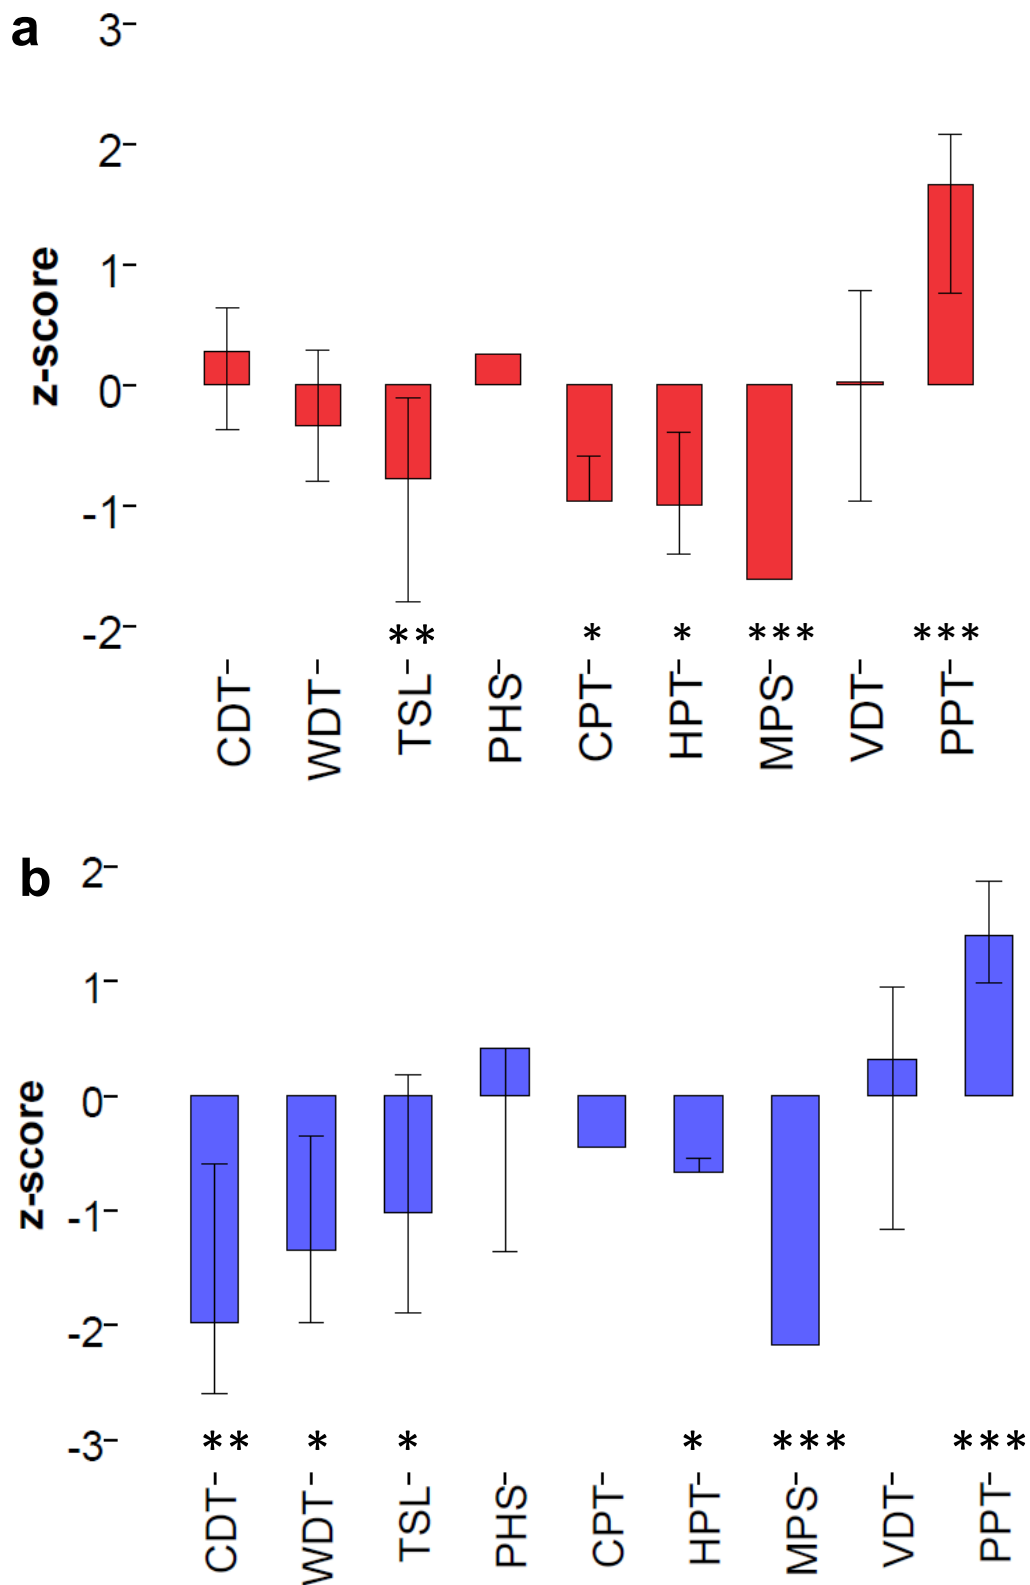 a
3
2
1
0
-1
-2
z-score
** * * *** ***
CDT WDT TSL PHS CPT HPT MPS VDT PPT
b
2
1
0
-1
-2
-3
z-score
** * * * *** ***
CDT WDT TSL PHS CPT HPT MPS VDT PPT